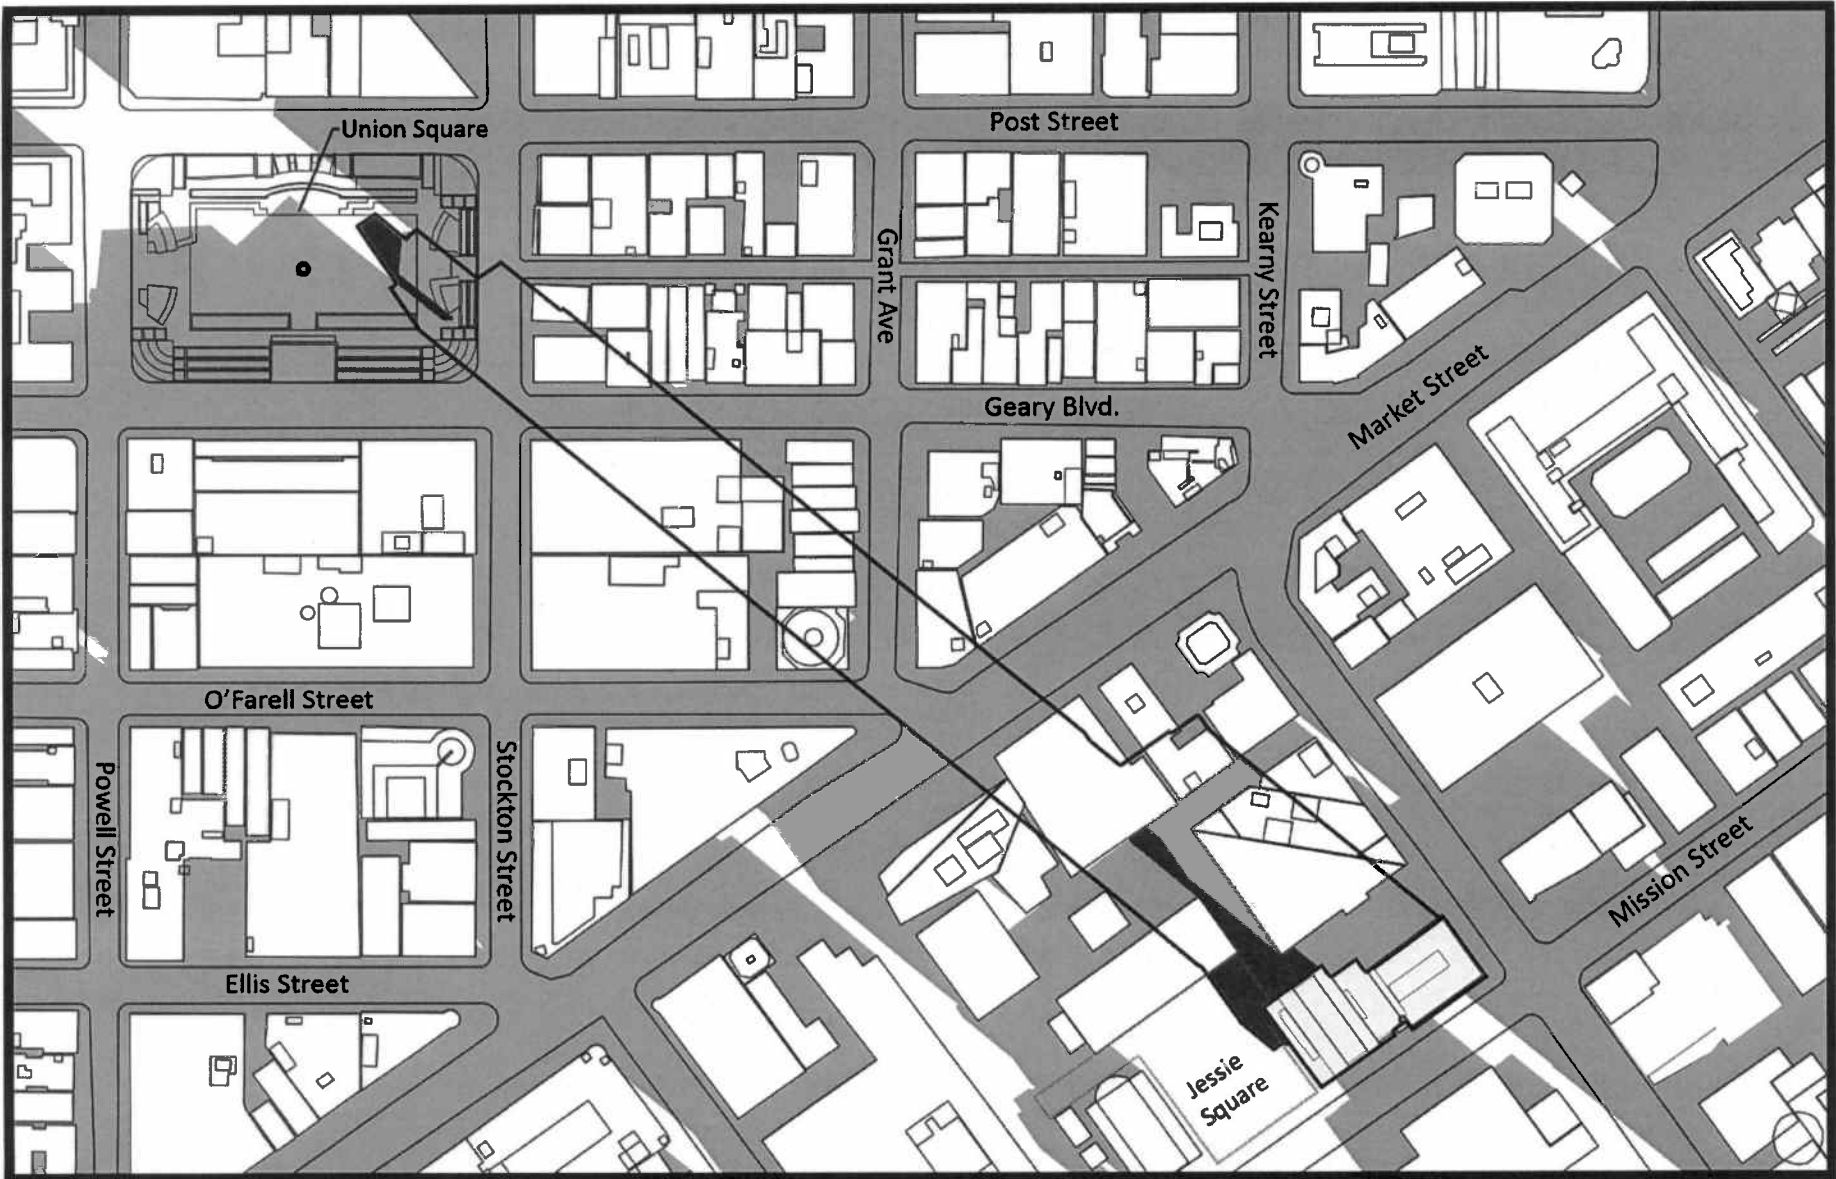 Post Street
Union Square
Grant Ave
Kearny Street
Geary Blvd.
Market Street
O'Farell Street
Powell Street
Stockton Street
Mission Street
Ellis Street
Jessie
Square